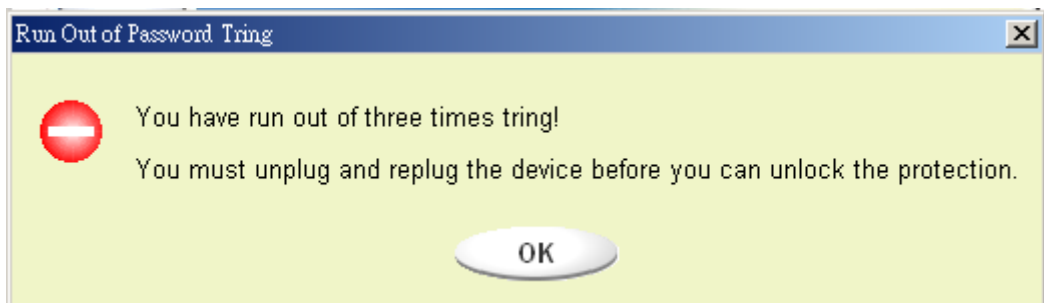 Run Out of Password Tring
You have run out of three times tring!
You must unplug and replug the device before you can unlock the protection.
OK